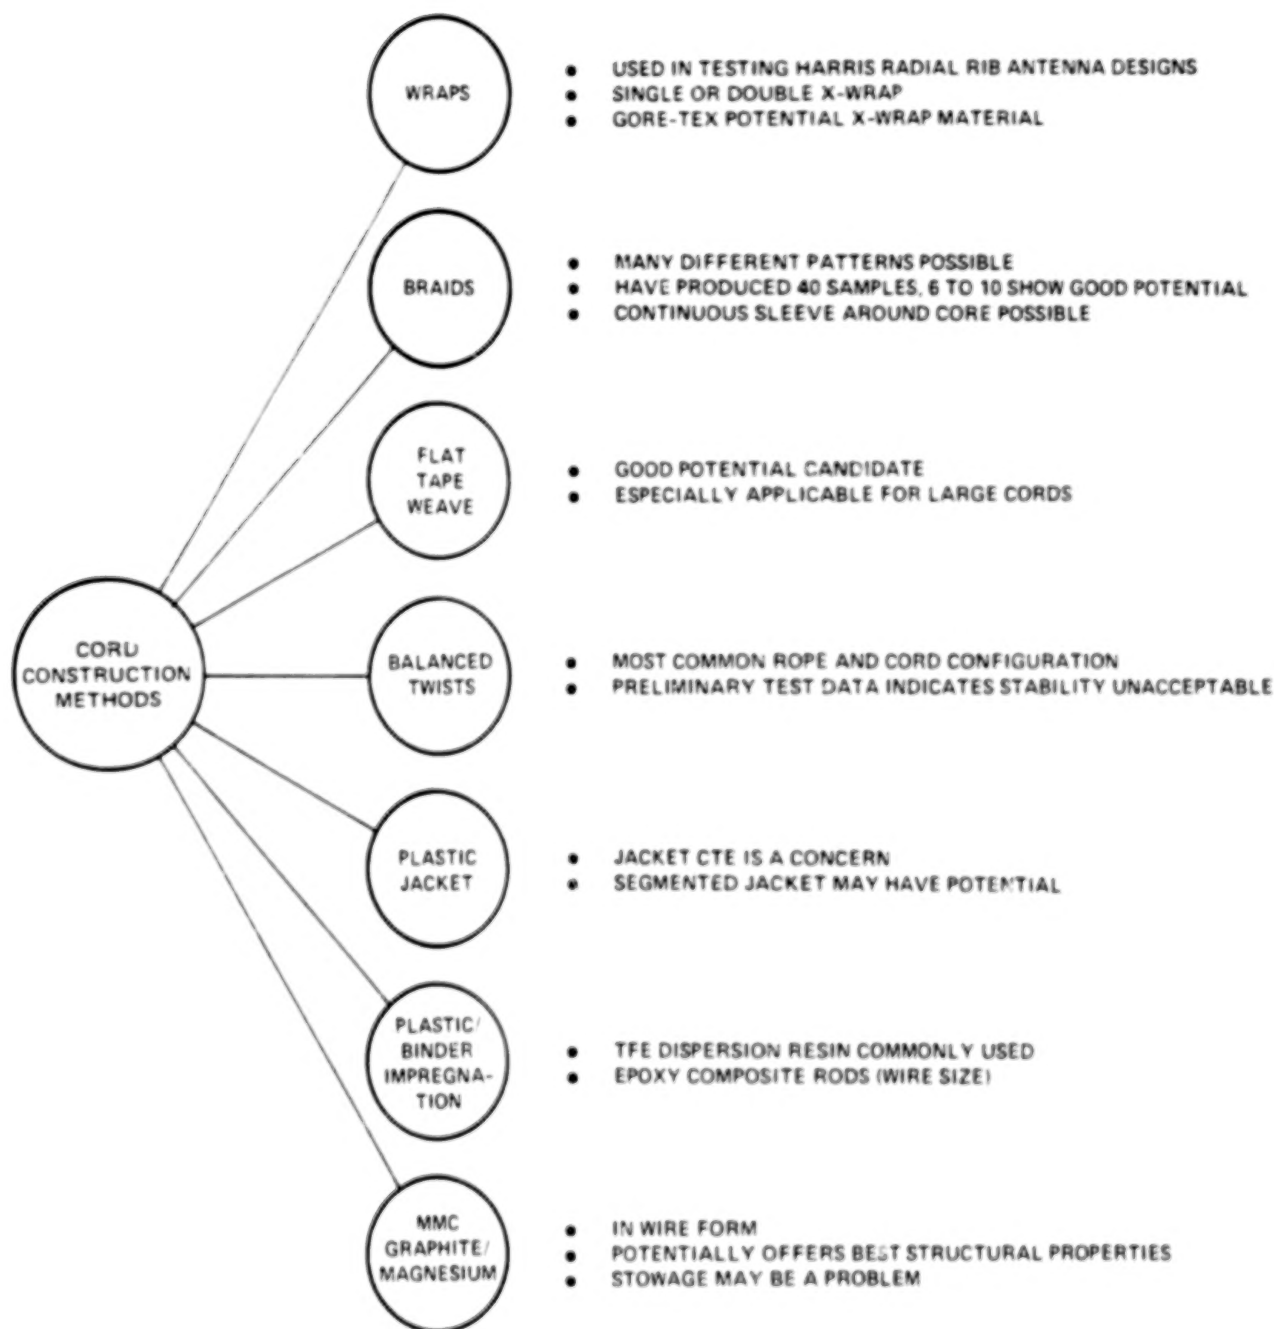 WRAPS
• USED IN TESTING HARRIS RADIAL RIB ANTENNA DESIGNS
• SINGLE OR DOUBLE X-WRAP
• GORE-TEX POTENTIAL X-WRAP MATERIAL
BRAIDS
• MANY DIFFERENT PATTERNS POSSIBLE
• HAVE PRODUCED 40 SAMPLES, 6 TO 10 SHOW GOOD POTENTIAL
• CONTINUOUS SLEEVE AROUND CORE POSSIBLE
FLAT
TAPE
WEAVE
• GOOD POTENTIAL CANDIDATE
• ESPECIALLY APPLICABLE FOR LARGE CORDS
CORD
CONSTRUCTION
METHODS
BALANCED
TWISTS
• MOST COMMON ROPE AND CORD CONFIGURATION
• PRELIMINARY TEST DATA INDICATES STABILITY UNACCEPTABLE
PLASTIC
JACKET
• JACKET CTE IS A CONCERN
• SEGMENTED JACKET MAY HAVE POTENTIAL
PLASTIC/
BINDER
IMPREGNA-
TION
• TFE DISPERSION RESIN COMMONLY USED
• EPOXY COMPOSITE RODS (WIRE SIZE)
MMC
GRAPHITE/
MAGNESIUM
• IN WIRE FORM
• POTENTIALLY OFFERS BEST STRUCTURAL PROPERTIES
• STOWAGE MAY BE A PROBLEM